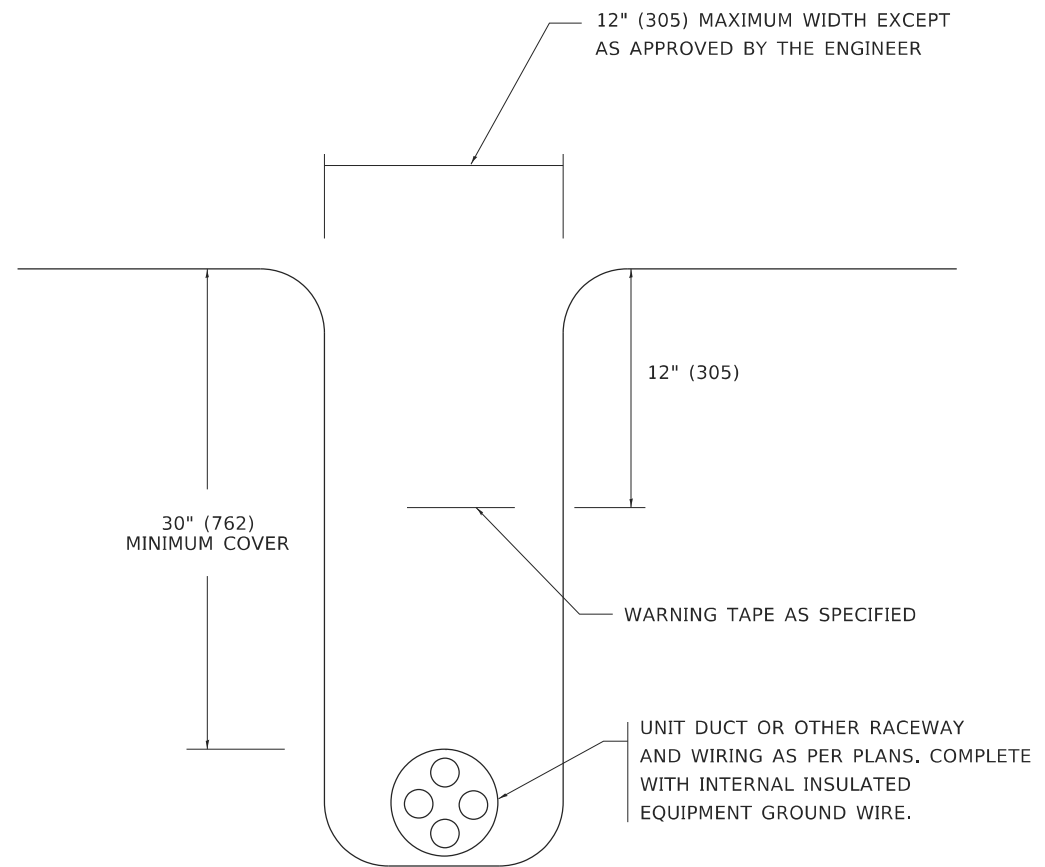 12" (305) MAXIMUM WIDTH EXCEPT
AS APPROVED BY THE ENGINEER
12" (305)
30" (762)
MINIMUM COVER
WARNING TAPE AS SPECIFIED
UNIT DUCT OR OTHER RACEWAY
AND WIRING AS PER PLANS. COMPLETE
WITH INTERNAL INSULATED
EQUIPMENT GROUND WIRE.